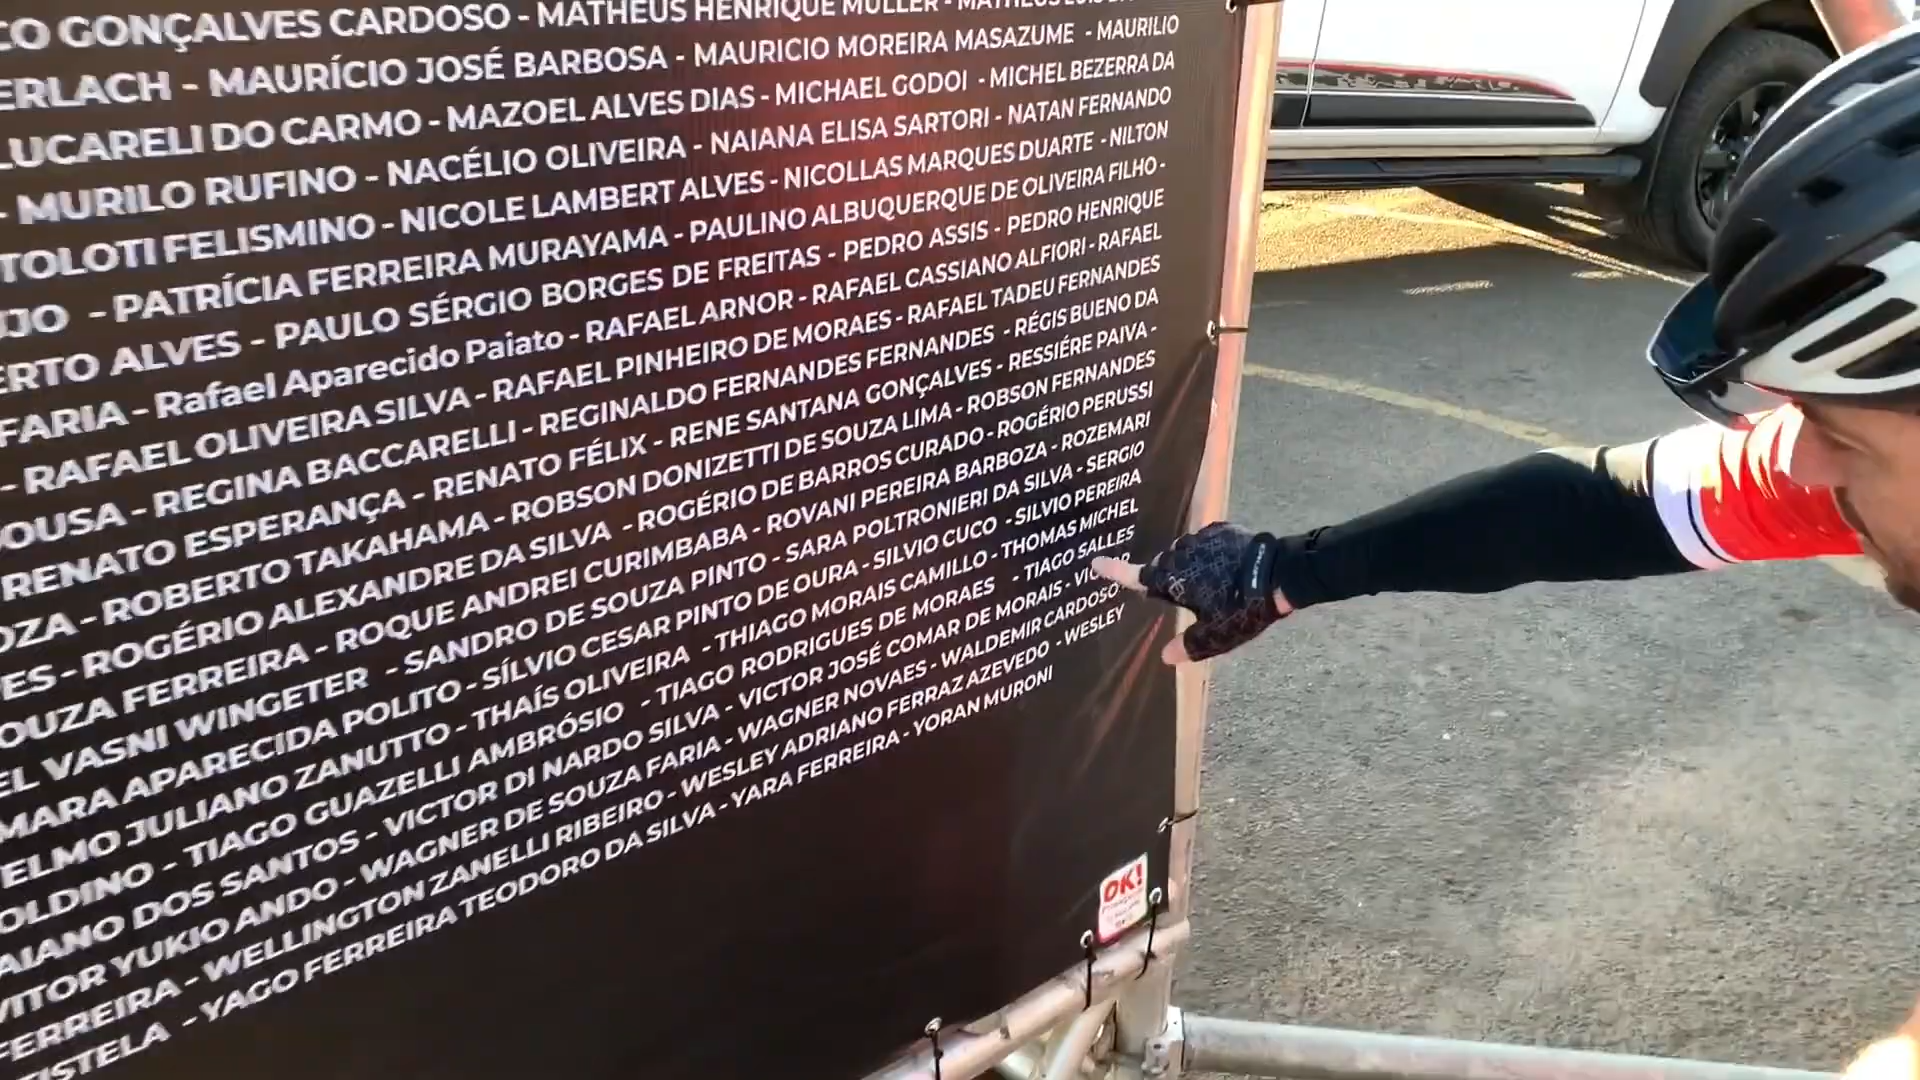 CO GONÇALVES CARDOSO - MATHEUS HENRIQUE MULLER -
ERLACH - MAURÍCIO JOSÉ BARBOSA - MAURICIO MOREIRA MASAZUME - MAURILIO
LUCARELI DO CARMO - MAZOEL ALVES DIAS - MICHAEL GODOI - MICHEL BEZERRA DA
- MURILO RUFINO - NACÉLIO OLIVEIRA - NAIANA ELISA SARTORI - NATAN FERNANDO
TOLOTI FELISMINO - NICOLE LAMBERT ALVES - NICOLLAS MARQUES DUARTE - NILTON
UJO - PATRÍCIA FERREIRA MURAYAMA - PAULINO ALBUQUERQUE DE OLIVEIRA FILHO -
ERTO ALVES - PAULO SÉRGIO BORGES DE FREITAS - PEDRO ASSIS - PEDRO HENRIQUE
FARIA - Rafael Aparecido Paiato - RAFAEL ARNOR - RAFAEL CASSIANO ALFIORI - RAFAEL
- RAFAEL OLIVEIRA SILVA - RAFAEL PINHEIRO DE MORAES - RAFAEL TADEU FERNANDES
OUSA - REGINA BACCARELLI - REGINALDO FERNANDES FERNANDES - RÉGIS BUENO DA
RENATO ESPERANÇA - RENATO FÉLIX - RENE SANTANA GONÇALVES - RESSIÉRE PAIVA -
OZA - ROBERTO TAKAHAMA - ROBSON DONIZETTI DE SOUZA LIMA - ROBSON FERNANDES
ES - ROGÉRIO ALEXANDRE DA SILVA - ROGÉRIO DE BARROS CURADO - ROGÉRIO PERUSSI
OUZA FERREIRA - ROQUE ANDREI CURIMBABA - ROVANI PEREIRA BARBOZA - ROZEMARI
EL VASNI WINGETER - SANDRO DE SOUZA PINTO - SARA POLTRONIERI DA SILVA - SERGIO
MARA APARECIDA POLITO - SÍLVIO CESAR PINTO DE OURA - SILVIO CUCO - SILVIO PEREIRA
ELMO JULIANO ZANUTTO - THAÍS OLIVEIRA - THIAGO MORAIS CAMILLO - THOMAS MICHEL
OLDINO - TIAGO GUAZELLI AMBRÓSIO - TIAGO RODRIGUES DE MORAES - TIAGO SALLES
AIANO DOS SANTOS - VICTOR DI NARDO SILVA - VICTOR JOSÉ COMAR DE MORAIS -
VITOR YUKIO ANDO - WAGNER DE SOUZA FARIA - WAGNER NOVAES - WALDEMIR CARDOSO
FERREIRA - WELLINGTON ZANELLI RIBEIRO - WESLEY ADRIANO FERRAZ AZEVEDO - WESLEY
TISTELA - YAGO FERREIRA TEODORO DA SILVA - YARA FERREIRA - YORAN MURONI
OK!